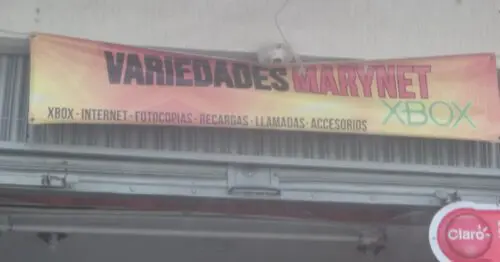 VARIEDADES MARYNET
XBOX - INTERNET - FOTOCOPIAS - RECARGAS - LLAMADAS - ACCESORIOS
XBOX
Claro